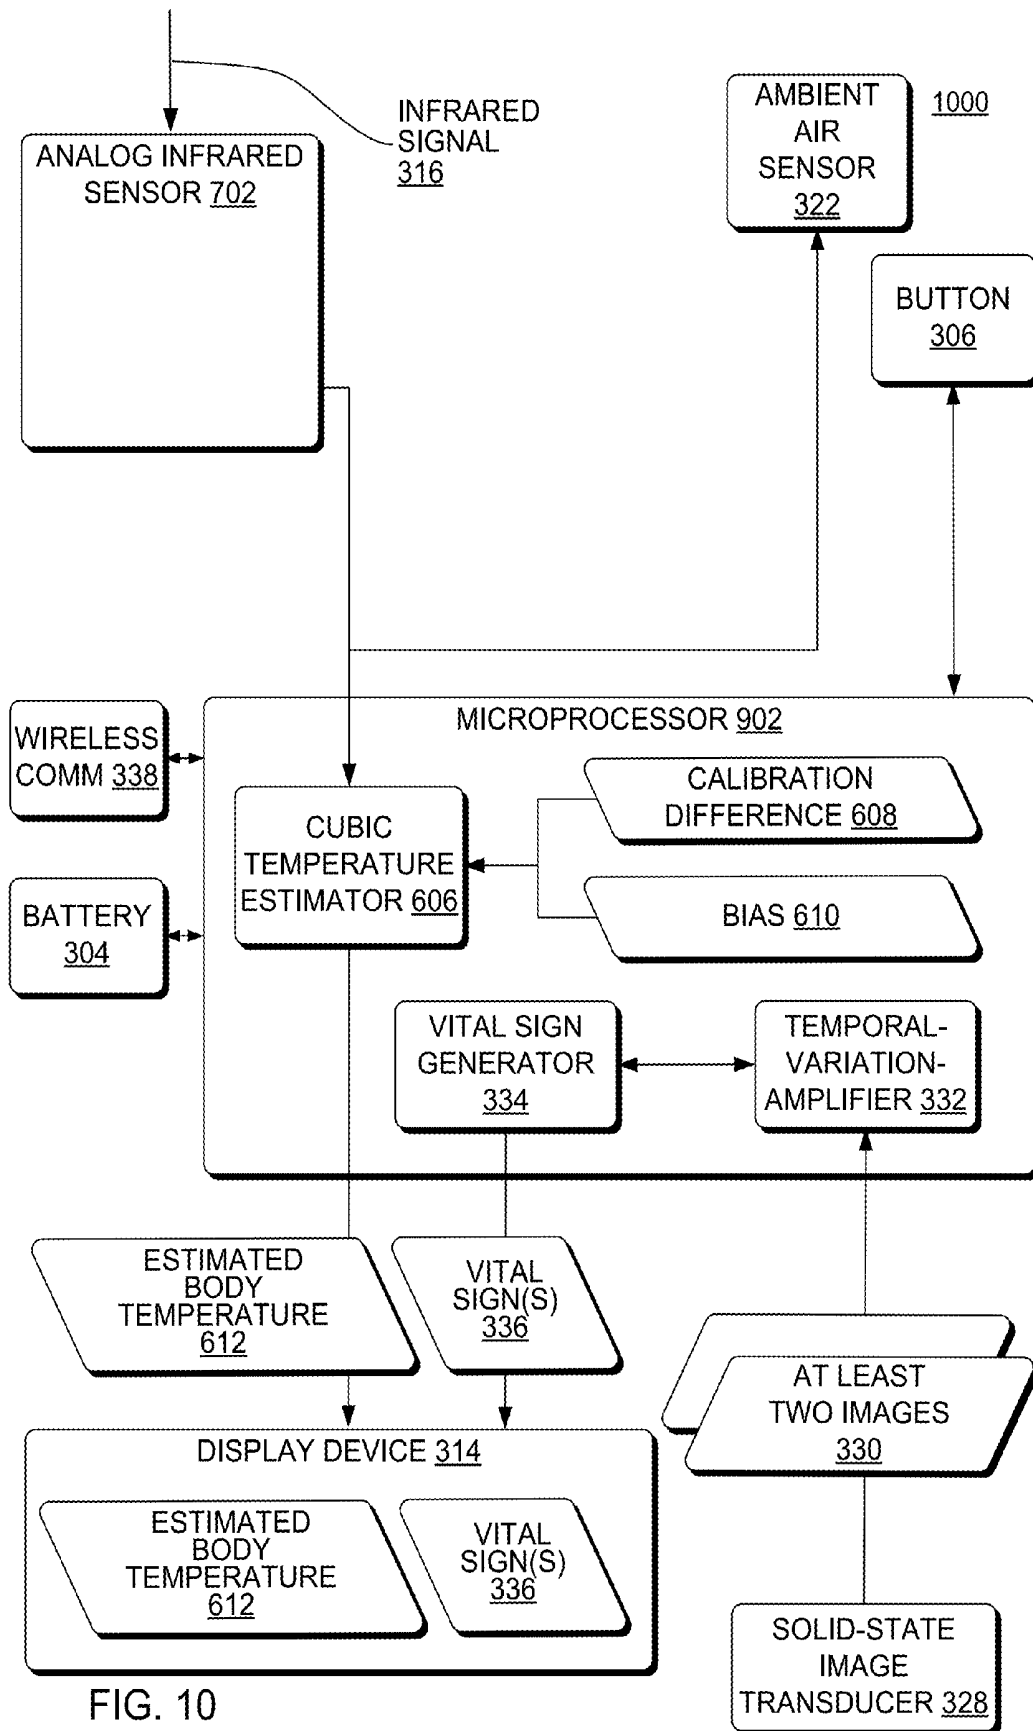 INFRARED
SIGNAL
316
ANALOG INFRARED
SENSOR 702
AMBIENT
AIR
SENSOR
322
1000
BUTTON
306
MICROPROCESSOR 902
WIRELESS
COMM 338
CUBIC
TEMPERATURE
ESTIMATOR 606
CALIBRATION
DIFFERENCE 608
BIAS 610
BATTERY
304
VITAL SIGN
GENERATOR
334
TEMPORAL-
VARIATION-
AMPLIFIER 332
ESTIMATED
BODY
TEMPERATURE
612
VITAL
SIGN(S)
336
AT LEAST
TWO IMAGES
330
DISPLAY DEVICE 314
ESTIMATED
BODY
TEMPERATURE
612
VITAL
SIGN(S)
336
SOLID-STATE
IMAGE
TRANSDUCER 328
FIG. 10